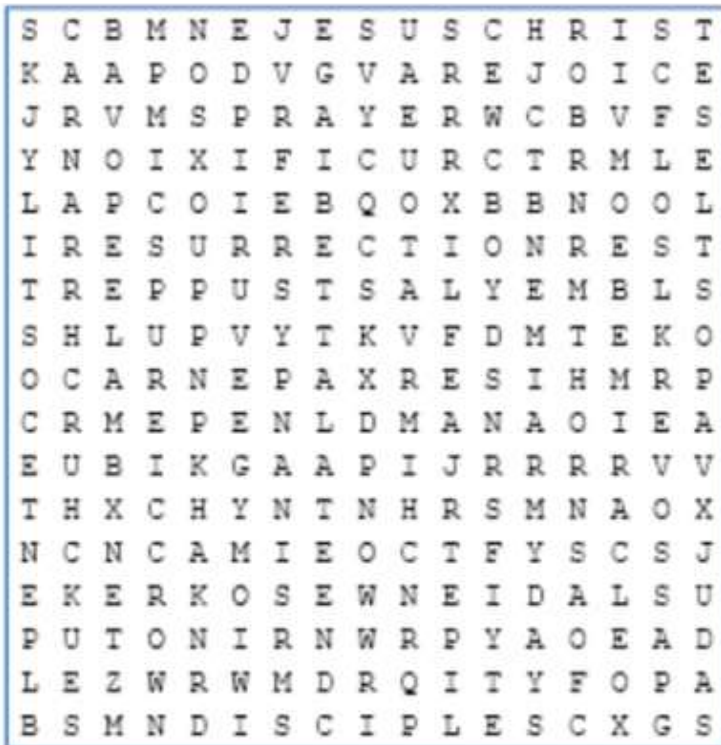 S C B M N E J E S U S C H R I S T
K A A P O D V G V A R E J O I C E
J R V M S P R A Y E R W C B V F S
Y N O I X I F I C U R C T R M L E
L A P C O I E B Q O X B B N O O L
I R E S U R R E C T I O N R E S T
T R E P P U S T S A L Y E M B L S
S H L U P V Y T K V F D M T E K O
O C A R N E P A X R E S I H M R P
C R M E P E N L D M A N A O I E A
E U B I K G A A P I J R R R R V V
T H X C H Y N T N H R S M N A O X
N C N C A M I E O C T F Y S C S J
E K E R K O S E W N E I D A L S U
P U T O N I R N W R P Y A O E A D
L E Z W R W M D R Q I T Y F O P A
B S M N D I S C I P L E S C X G S